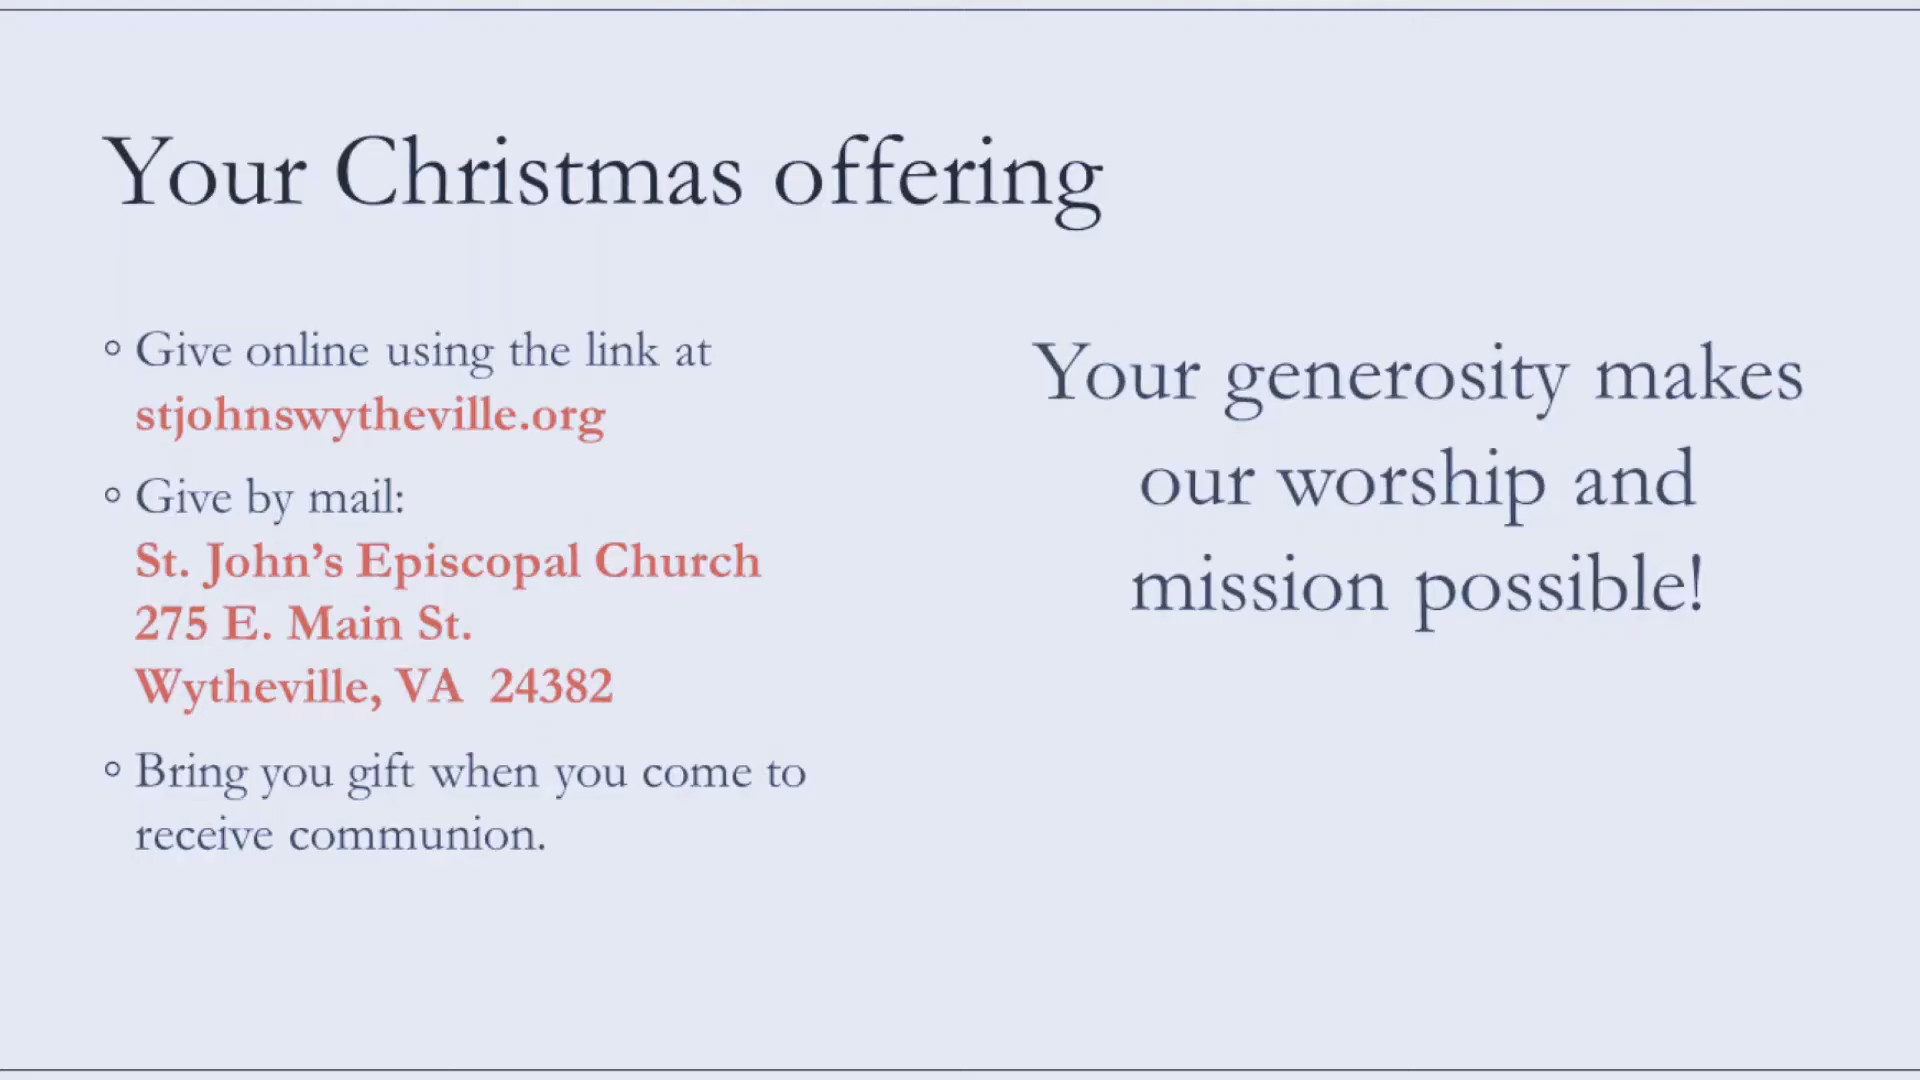 Your Christmas offering
Give online using the link at
stjohnswytheville.org
Give by mail:
St. John’s Episcopal Church
275 E. Main St.
Wytheville, VA  24382
Bring you gift when you come to
receive communion.
Your generosity makes
our worship and
mission possible!